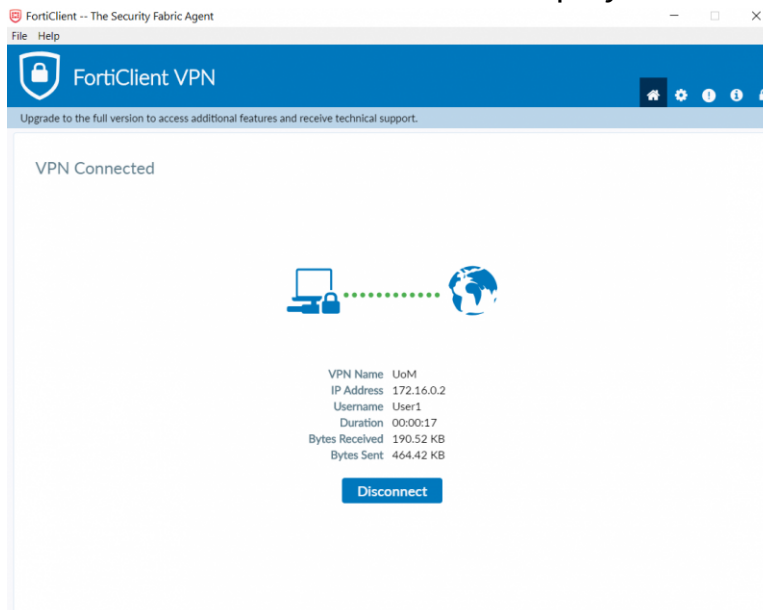 FortiClient -- The Security Fabric Agent
File Help
FortiClient VPN
Upgrade to the full version to access additional features and receive technical support.
VPN Connected
VPN Name UoM
IP Address 172.16.0.2
Username User1
Duration 00:00:17
Bytes Received 190.52 KB
Bytes Sent 464.42 KB
Disconnect